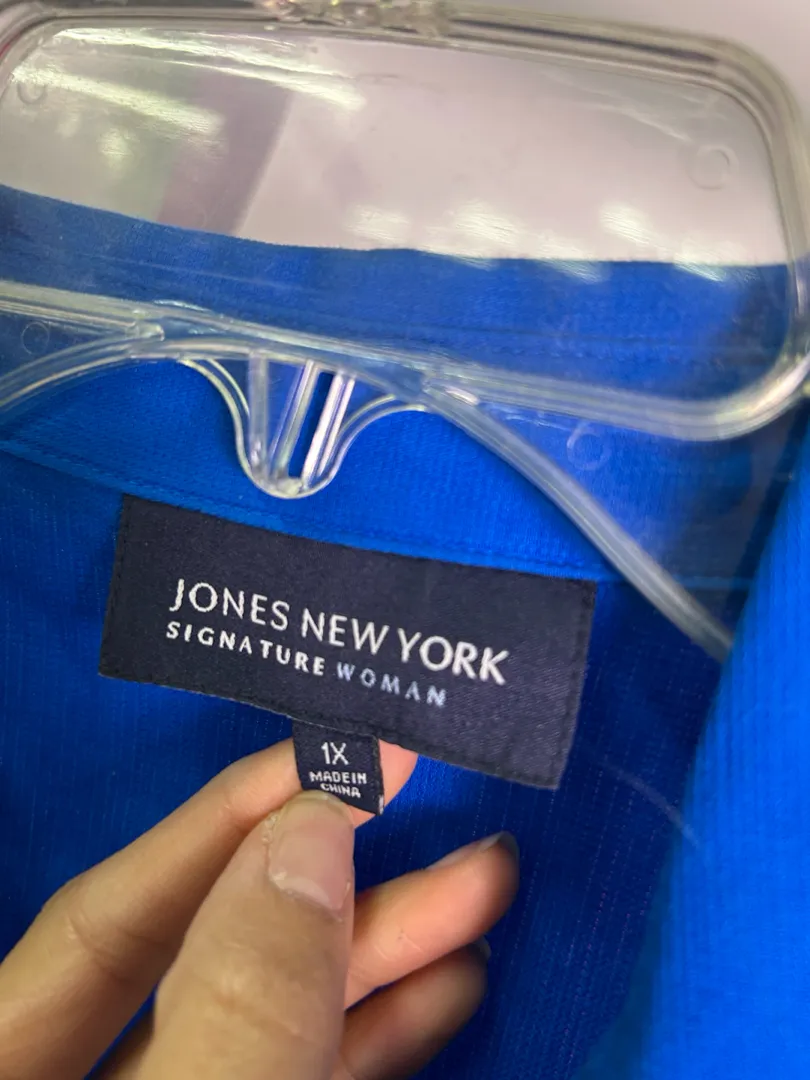 JONES NEW YORK
SIGNATURE WOMAN
1X
MADE IN
CHINA